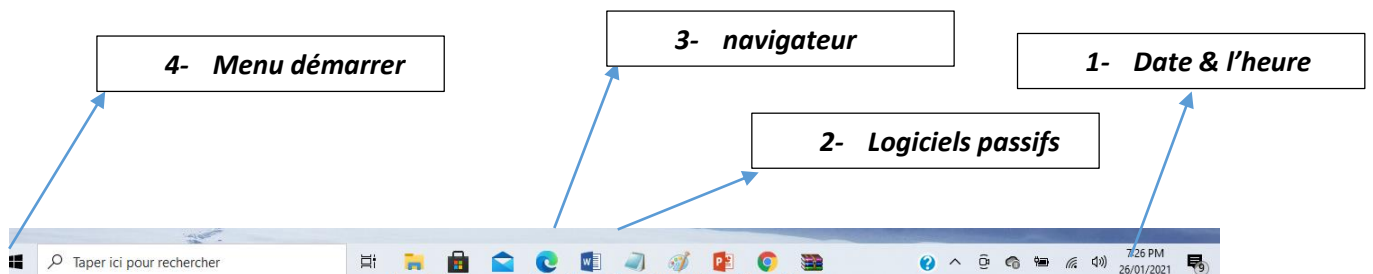 3- navigateur
4- Menu démarrer
1- Date & l’heure
2- Logiciels passifs
Taper ici pour rechercher
7:26 PM
26/01/2021
9